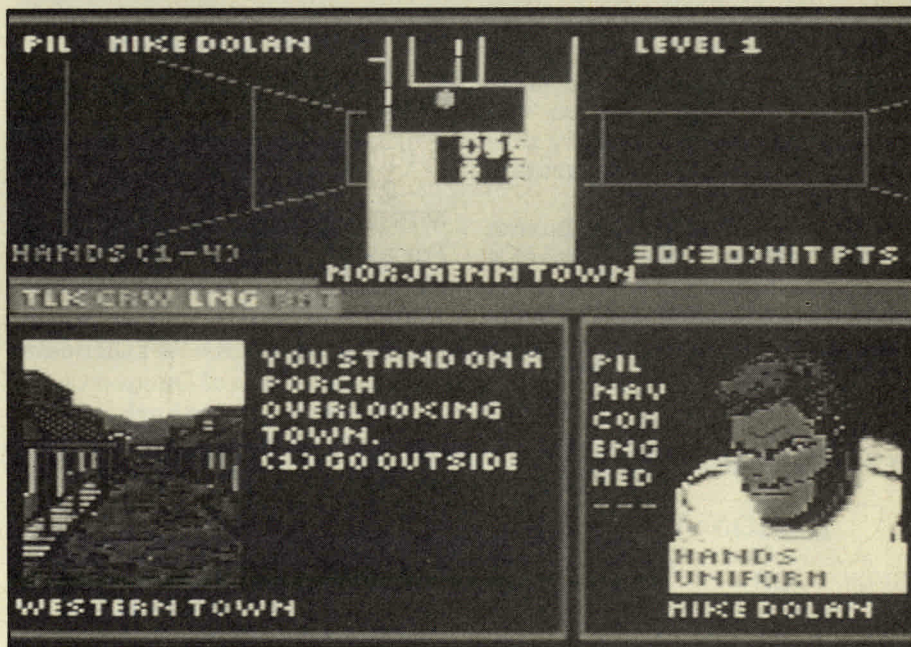 PIL MIKE DOLAN
LEVEL 1
HANDS (1-4)
30(30) HIT PTS
NORJAENN TOWN
TLK CRW LNG
YOU STAND ON A
PORCH
OVERLOOKING
TOWN.
(1) GO OUTSIDE
WESTERN TOWN
PIL
NAV
COM
ENG
MED
---
HANDS
UNIFORM
MIKE DOLAN